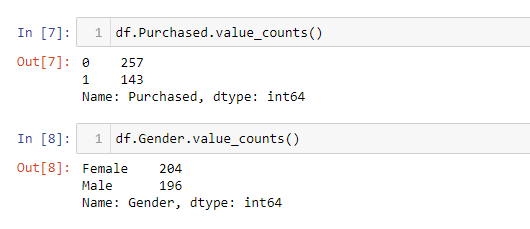 In [7]: 1 df.Purchased.value_counts()
Out[7]: 0    257
1    143
Name: Purchased, dtype: int64
In [8]: 1 df.Gender.value_counts()
Out[8]: Female    204
Male      196
Name: Gender, dtype: int64